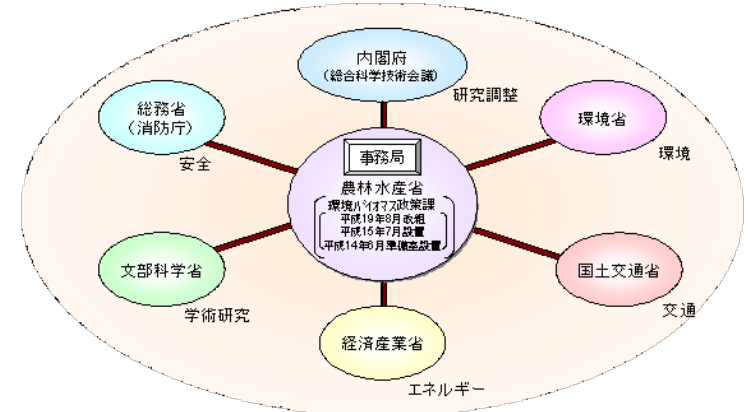 内閣府
(総合科学技術会議)
研究調整
総務省
(消防庁)
安全
環境省
環境
事務局
農林水産省
環境バイオマス政策課
平成19年8月改組
平成15年7月設置
平成14年6月準備室設置
文部科学省
学術研究
国土交通省
交通
経済産業省
エネルギー